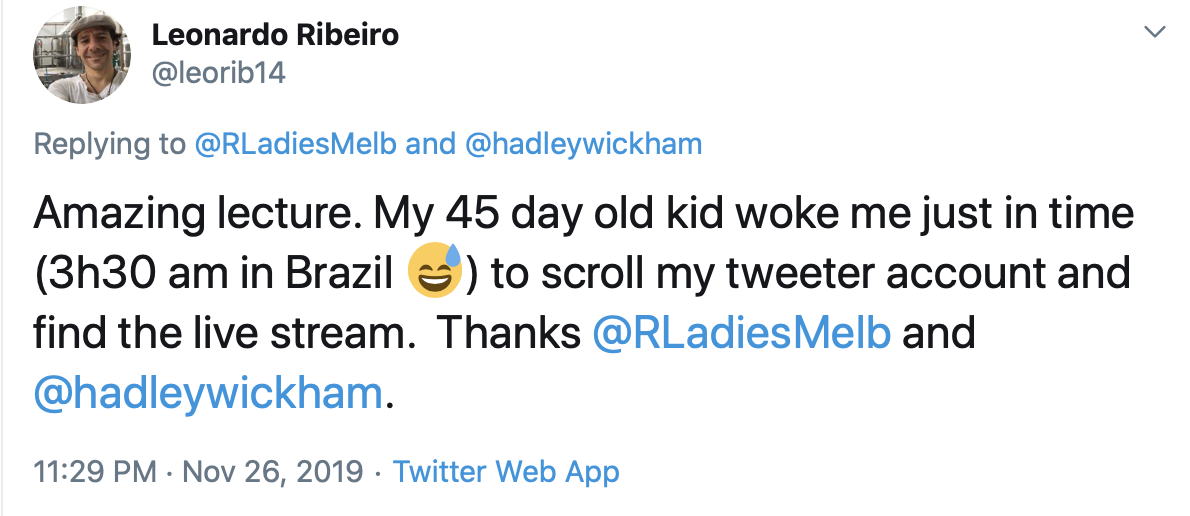 Leonardo Ribeiro
@leorib14
Replying to @RLadiesMelb and @hadleywickham
Amazing lecture. My 45 day old kid woke me just in time
(3h30 am in Brazil 😅) to scroll my tweeter account and
find the live stream.  Thanks @RLadiesMelb and
@hadleywickham.
11:29 PM · Nov 26, 2019 · Twitter Web App